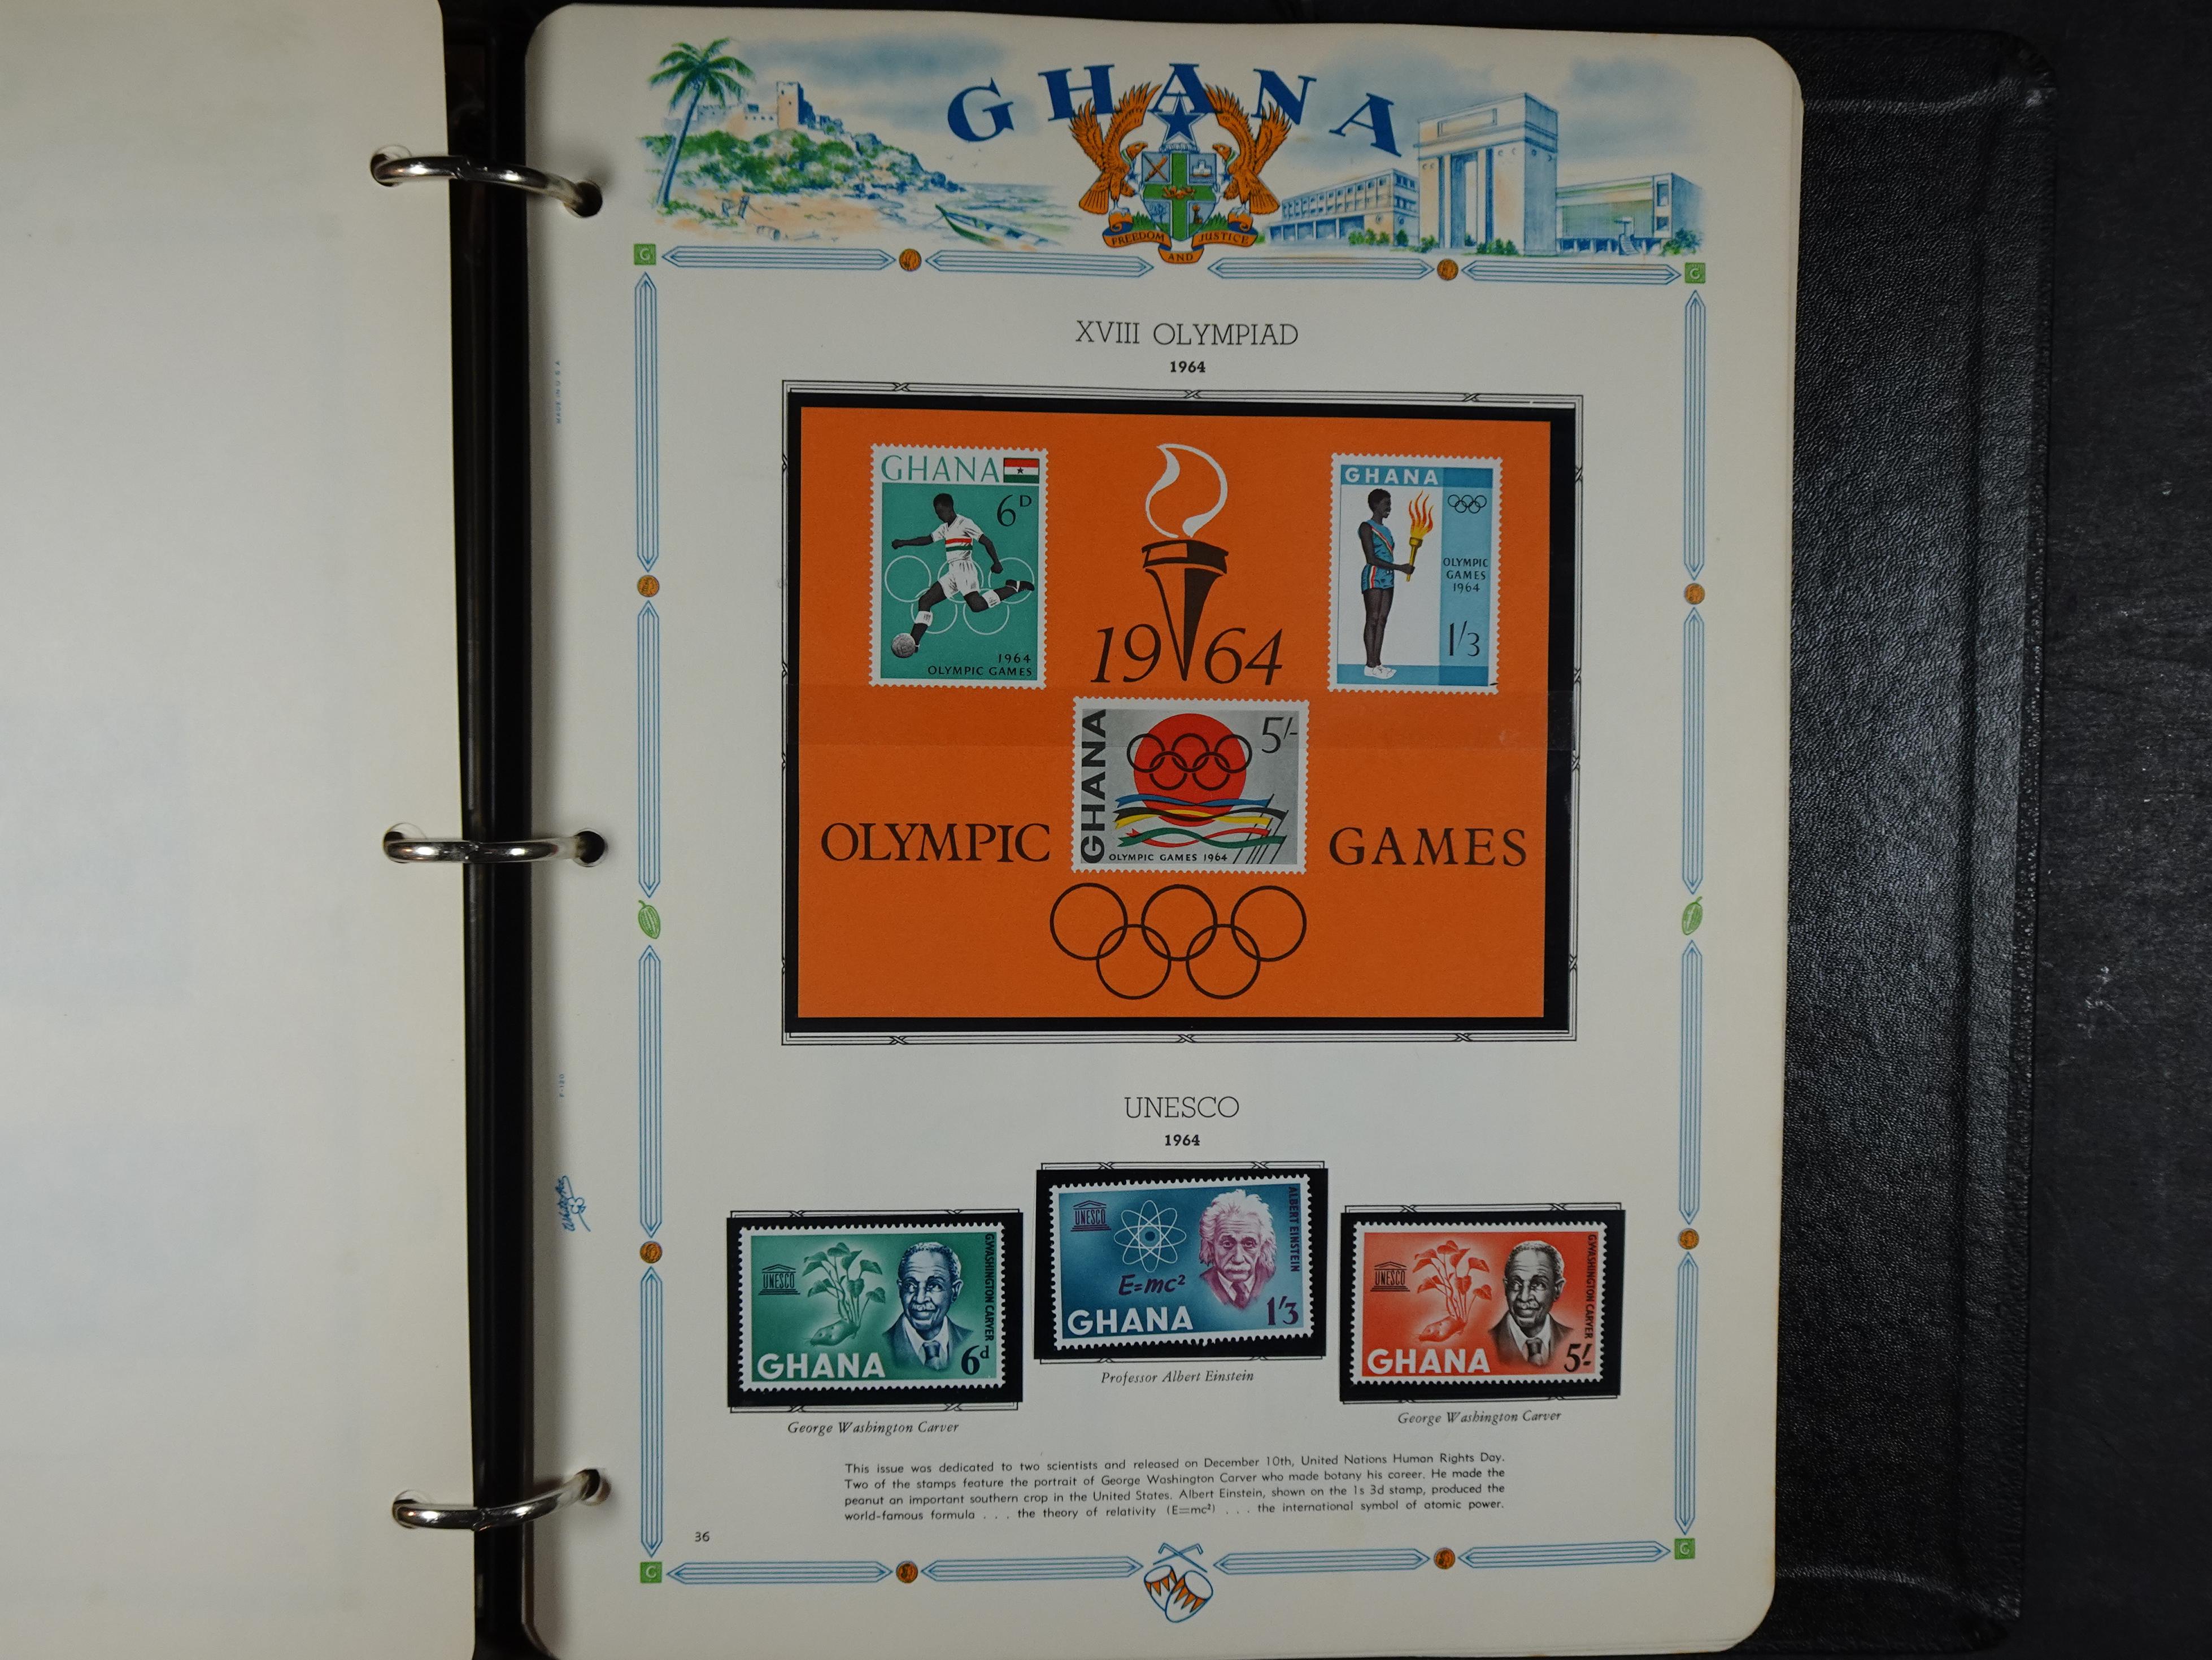 GHANA
FREEDOM AND JUSTICE
G
G
XVIII OLYMPIAD
1964
GHANA
6D
1964
OLYMPIC GAMES
1964
GHANA
OLYMPIC
GAMES
1964
1/3
GHANA
5/-
OLYMPIC GAMES 1964
OLYMPIC GAMES
UNESCO
1964
UNESCO
G.WASHINGTON CARVER
GHANA
6d
George Washington Carver
UNESCO
E=mc²
ALBERT EINSTEIN
GHANA
1'3
Professor Albert Einstein
UNESCO
G.WASHINGTON CARVER
GHANA
5/-
George Washington Carver
This issue was dedicated to two scientists and released on December 10th, United Nations Human Rights Day.
Two of the stamps feature the portrait of George Washington Carver who made botany his career. He made the
peanut an important southern crop in the United States. Albert Einstein, shown on the 1s 3d stamp, produced the
world-famous formula . . . the theory of relativity (E=mc²) . . . the international symbol of atomic power.
36
G
G
MADE IN U.S.A.